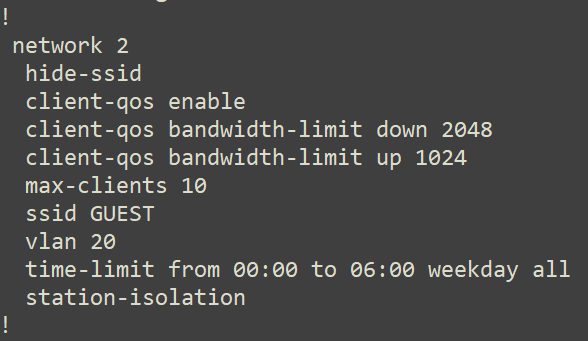 !
network 2
hide-ssid
client-qos enable
client-qos bandwidth-limit down 2048
client-qos bandwidth-limit up 1024
max-clients 10
ssid GUEST
vlan 20
time-limit from 00:00 to 06:00 weekday all
station-isolation
!